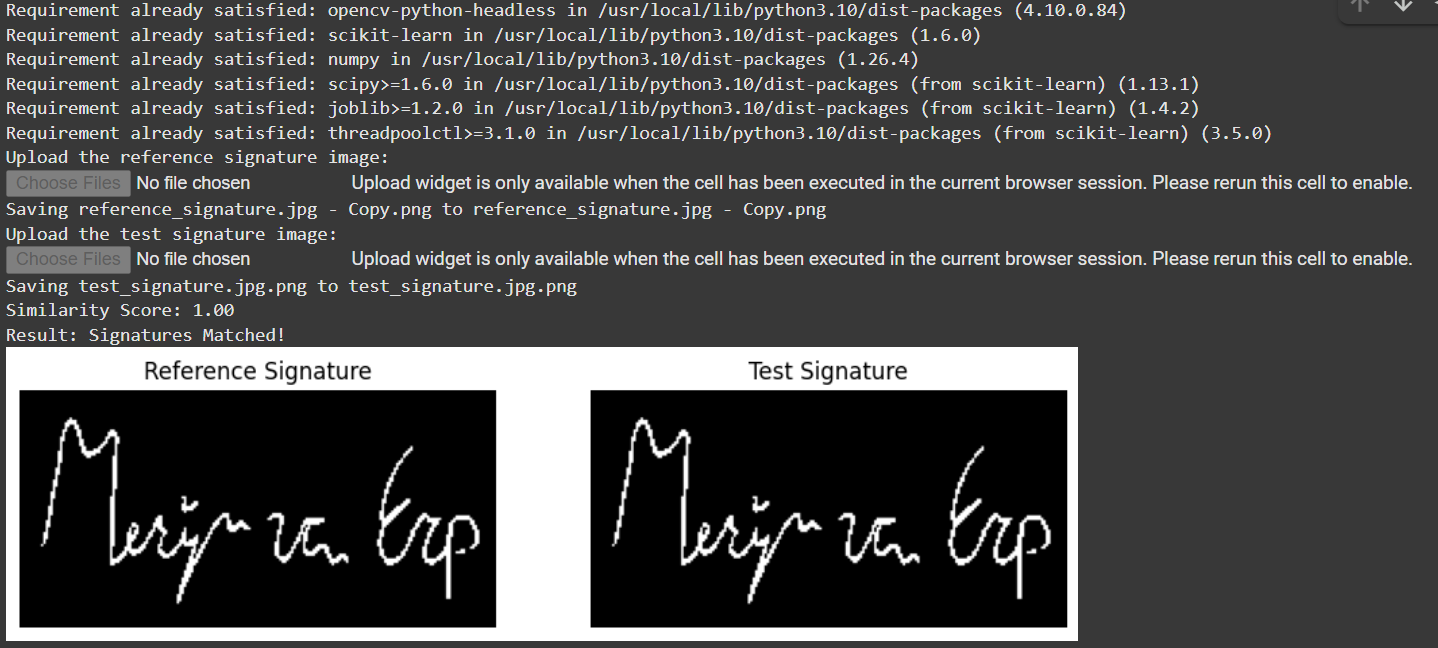 Requirement already satisfied: opencv-python-headless in /usr/local/lib/python3.10/dist-packages (4.10.0.84)
Requirement already satisfied: scikit-learn in /usr/local/lib/python3.10/dist-packages (1.6.0)
Requirement already satisfied: numpy in /usr/local/lib/python3.10/dist-packages (1.26.4)
Requirement already satisfied: scipy>=1.6.0 in /usr/local/lib/python3.10/dist-packages (from scikit-learn) (1.13.1)
Requirement already satisfied: joblib>=1.2.0 in /usr/local/lib/python3.10/dist-packages (from scikit-learn) (1.4.2)
Requirement already satisfied: threadpoolctl>=3.1.0 in /usr/local/lib/python3.10/dist-packages (from scikit-learn) (3.5.0)
Upload the reference signature image:
Choose Files No file chosen Upload widget is only available when the cell has been executed in the current browser session. Please rerun this cell to enable.
Saving reference_signature.jpg - Copy.png to reference_signature.jpg - Copy.png
Upload the test signature image:
Choose Files No file chosen Upload widget is only available when the cell has been executed in the current browser session. Please rerun this cell to enable.
Saving test_signature.jpg.png to test_signature.jpg.png
Similarity Score: 1.00
Result: Signatures Matched!
Reference Signature Test Signature
Merijn van Erp Merijn van Erp